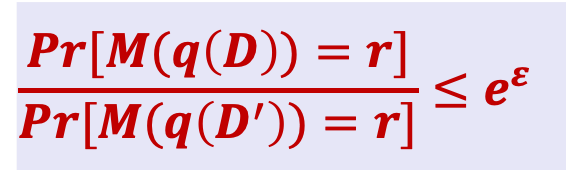 Pr[M(q(D)) = r]
Pr[M(q(D′)) = r]
≤ e^ε